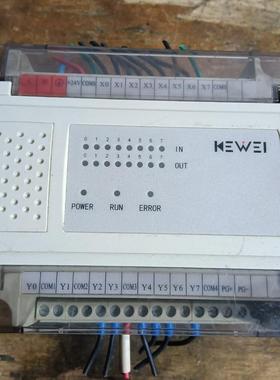 L N +24V COM0 X0 X1 X2 X3 X4 X5 X6 X7 COM0
KEWEI
0 1 2 3 4 5 6 7
IN
0 1 2 3 4 5 6 7
OUT
POWER RUN ERROR
Y0 COM1 Y1 COM2 Y2 Y3 COM3 Y4 Y5 Y6 Y7 COM4 PG+ PG-